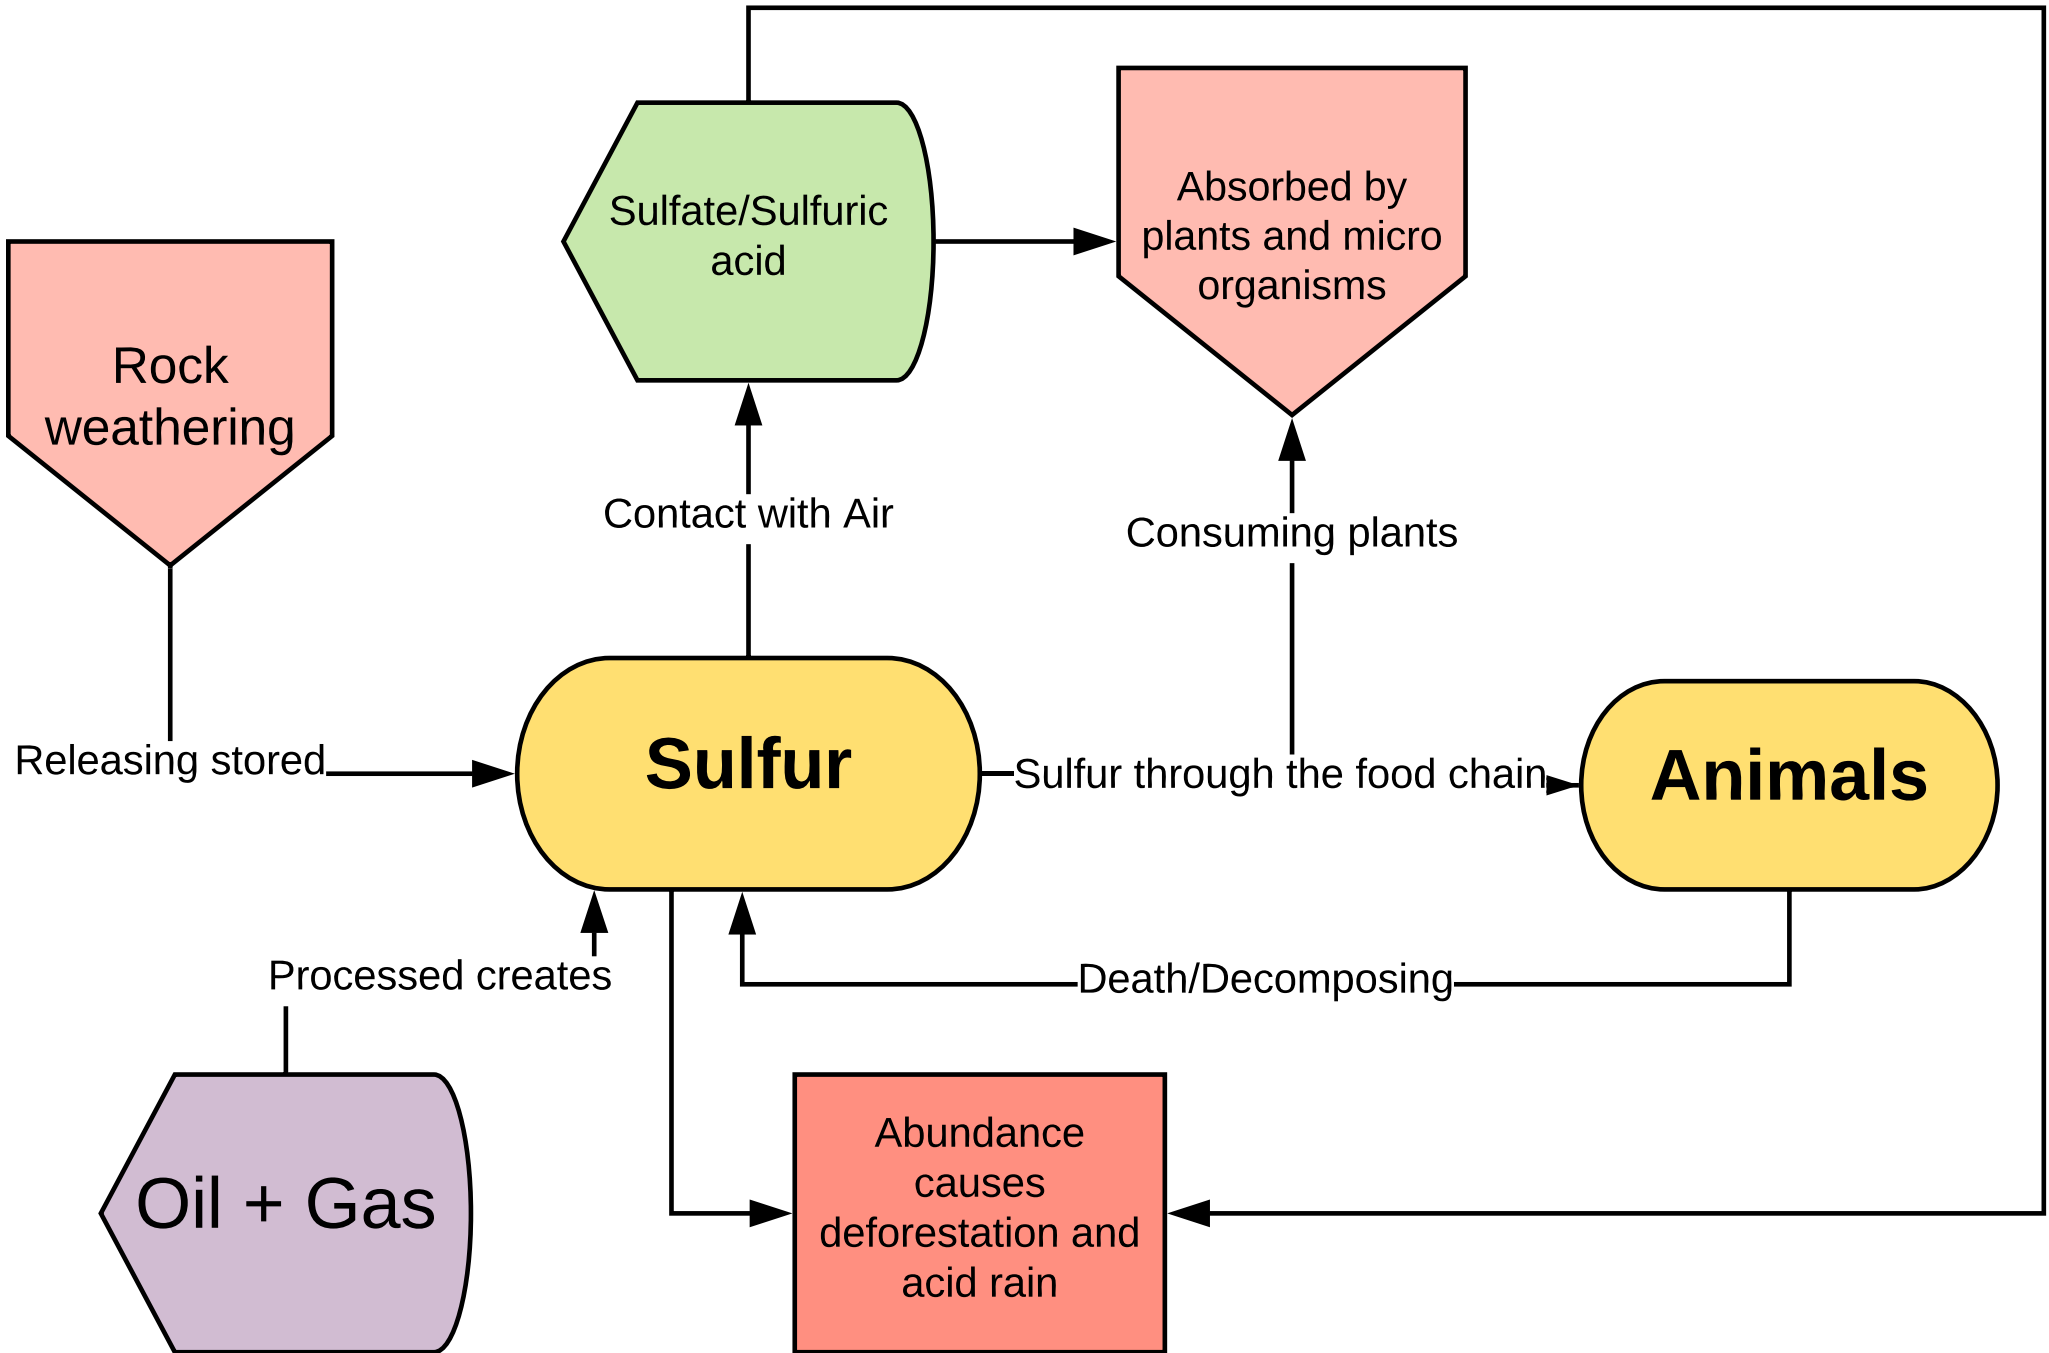 Sulfate/Sulfuric
acid
Absorbed by
plants and micro
organisms
Rock
weathering
Contact with Air
Consuming plants
Releasing stored
Sulfur
Sulfur through the food chain
Animals
Processed creates
Death/Decomposing
Oil + Gas
Abundance
causes
deforestation and
acid rain